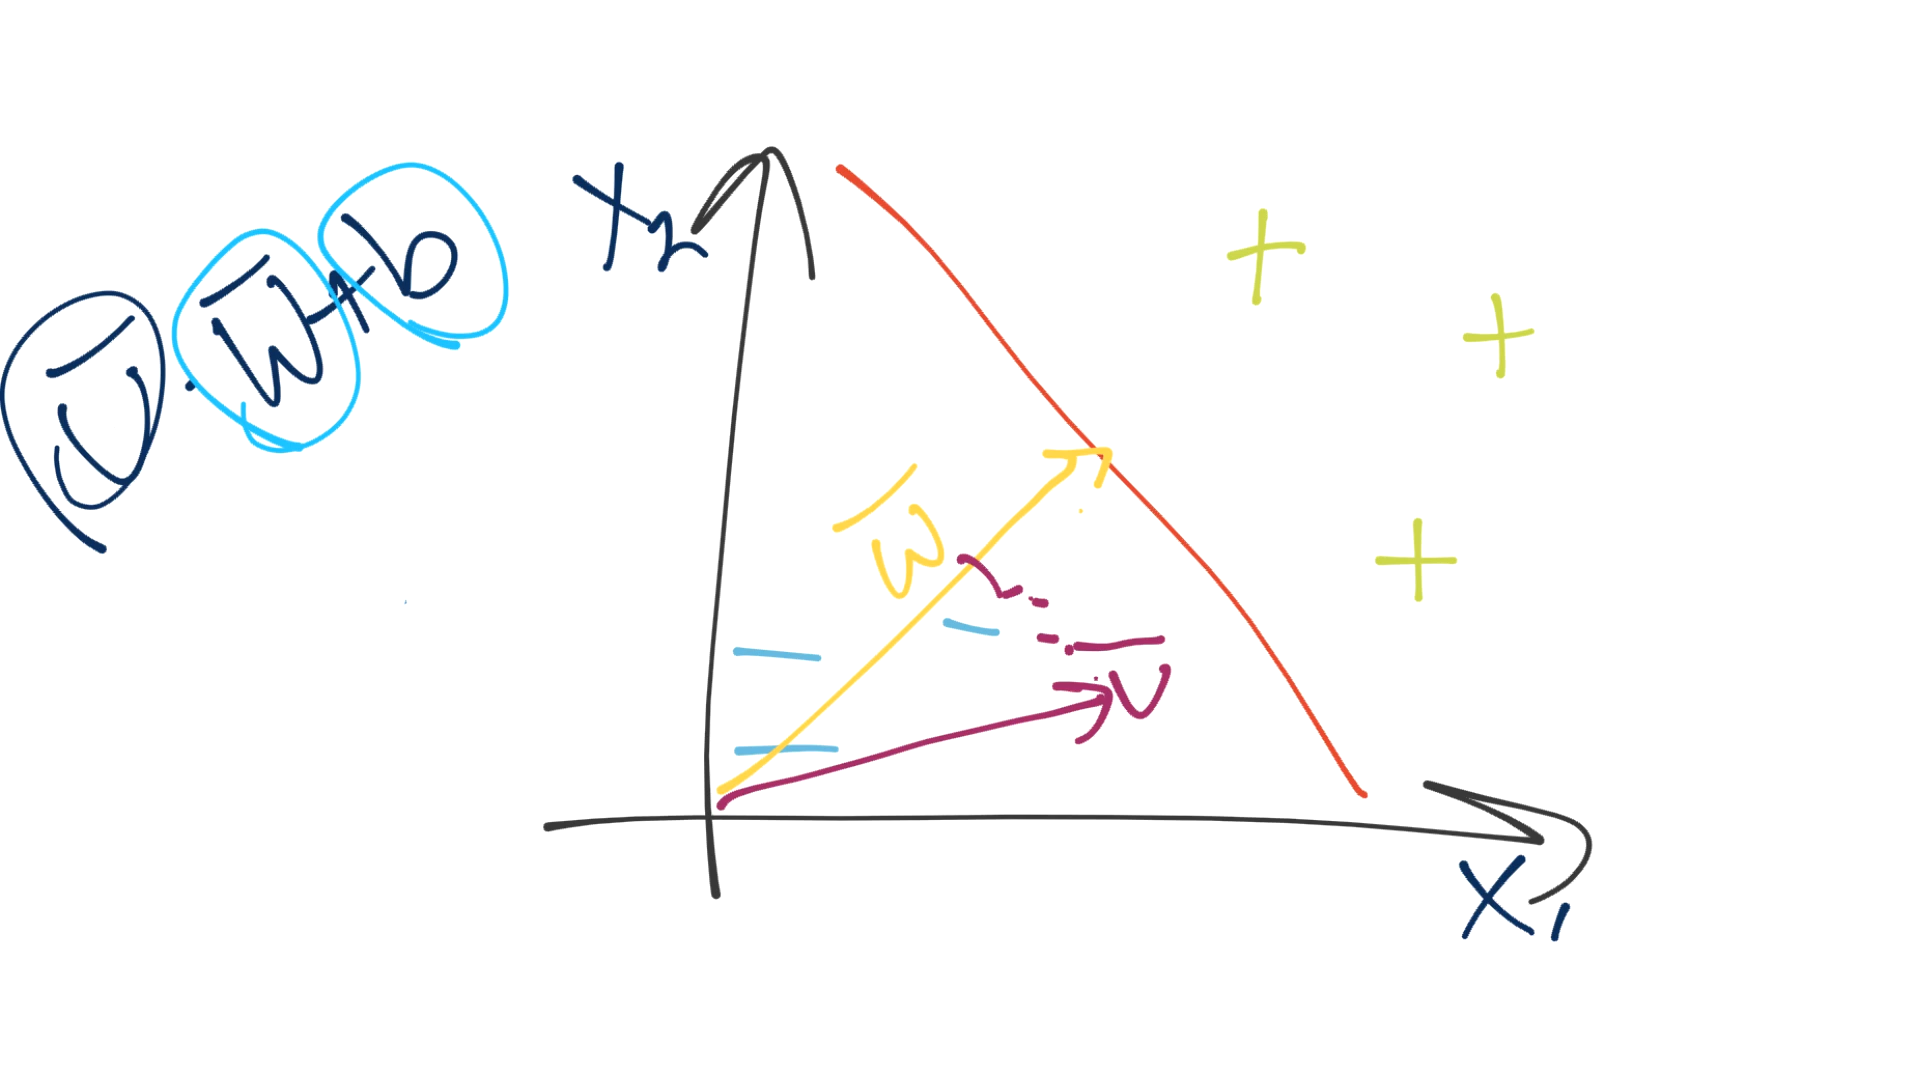 v̅ · w̅ + b
x₂
+
+
w̅
+
v̅
x₁